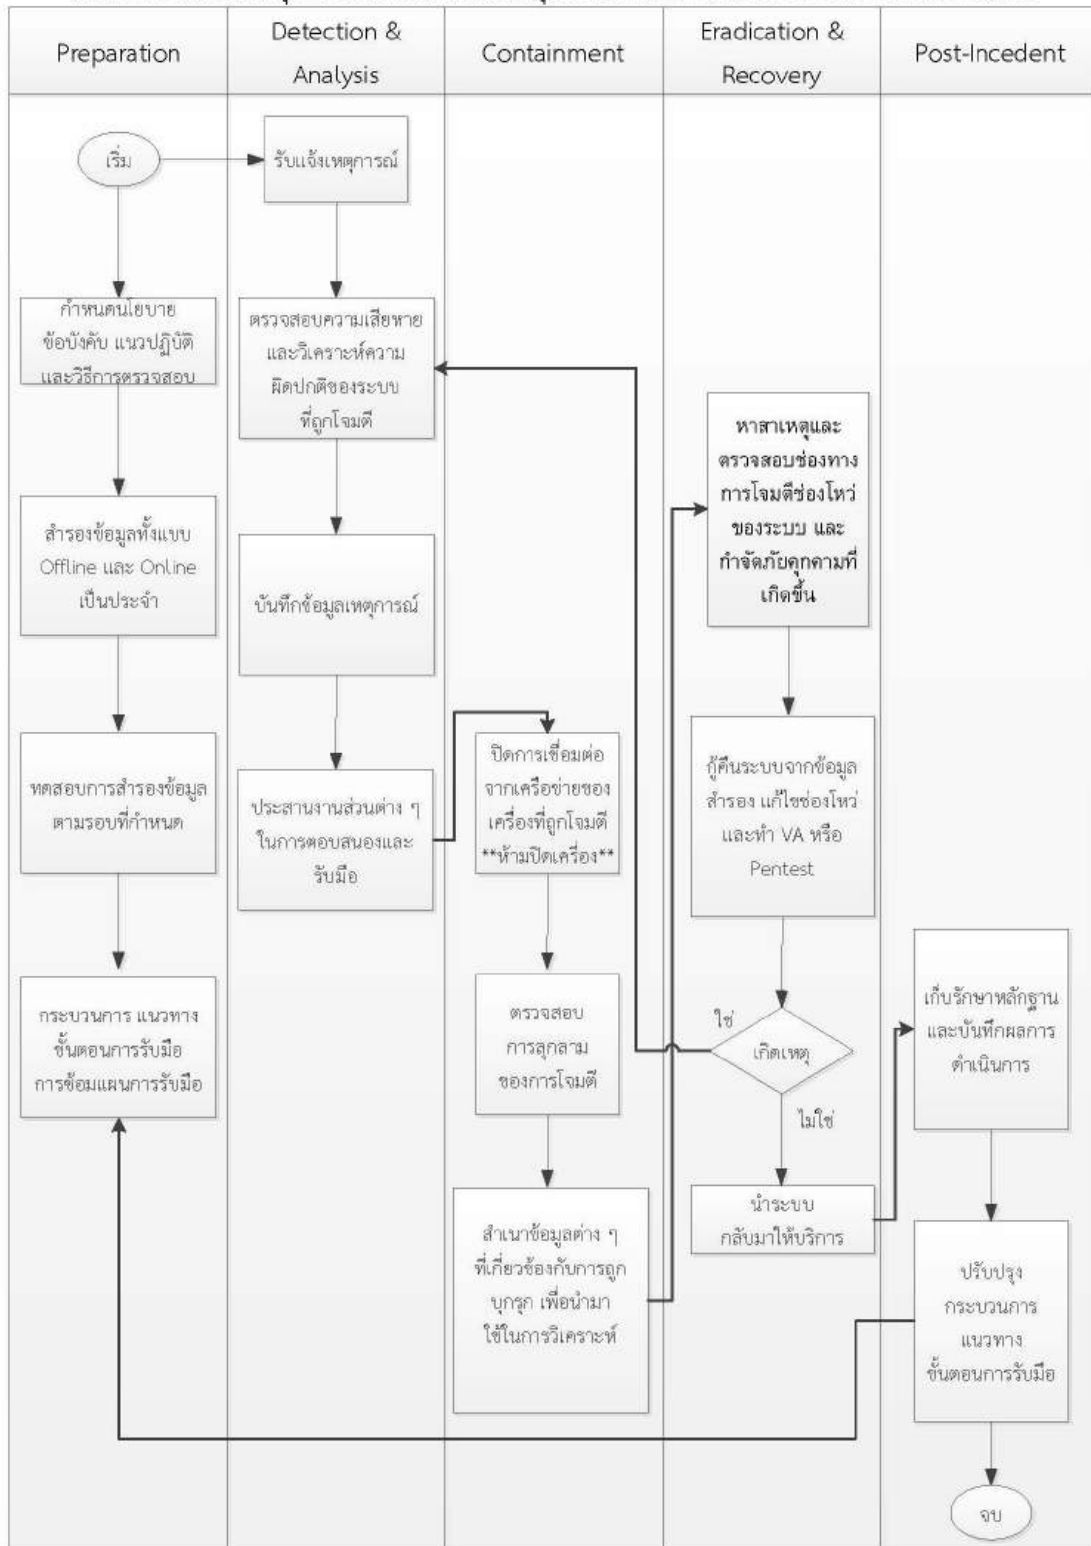 Preparation
Detection &
Analysis
Containment
Eradication &
Recovery
Post-Incedent
เริ่ม
กำหนดนโยบาย
ข้อบังคับ แนวปฏิบัติ
และวิธีการตรวจสอบ
สำรองข้อมูลทั้งแบบ
Offline และ Online
เป็นประจำ
ทดสอบการสำรองข้อมูล
ตามรอบที่กำหนด
กระบวนการ แนวทาง
ขั้นตอนการรับมือ
การซ้อมแผนการรับมือ
รับแจ้งเหตุการณ์
ตรวจสอบความเสียหาย
และวิเคราะห์ความ
ผิดปกติของระบบ
ที่ถูกโจมตี
บันทึกข้อมูลเหตุการณ์
ประสานงานส่วนต่าง ๆ
ในการตอบสนองและ
รับมือ
ปิดการเชื่อมต่อ
จากเครือข่ายของ
เครื่องที่ถูกโจมตี
**ห้ามปิดเครื่อง**
ตรวจสอบ
การลุกลาม
ของการโจมตี
สำเนาข้อมูลต่าง ๆ
ที่เกี่ยวข้องกับการถูก
บุกรุก เพื่อนำมา
ใช้ในการวิเคราะห์
หาสาเหตุและ
ตรวจสอบช่องทาง
การโจมตีช่องโหว่
ของระบบ และ
กำจัดภัยคุกคามที่
เกิดขึ้น
กู้คืนระบบจากข้อมูล
สำรอง แก้ไขช่องโหว่
และทำ VA หรือ
Pentest
ใช่
เกิดเหตุ
ไม่ใช่
นำระบบ
กลับมาให้บริการ
เก็บรักษาหลักฐาน
และบันทึกผลการ
ดำเนินการ
ปรับปรุง
กระบวนการ
แนวทาง
ขั้นตอนการรับมือ
จบ